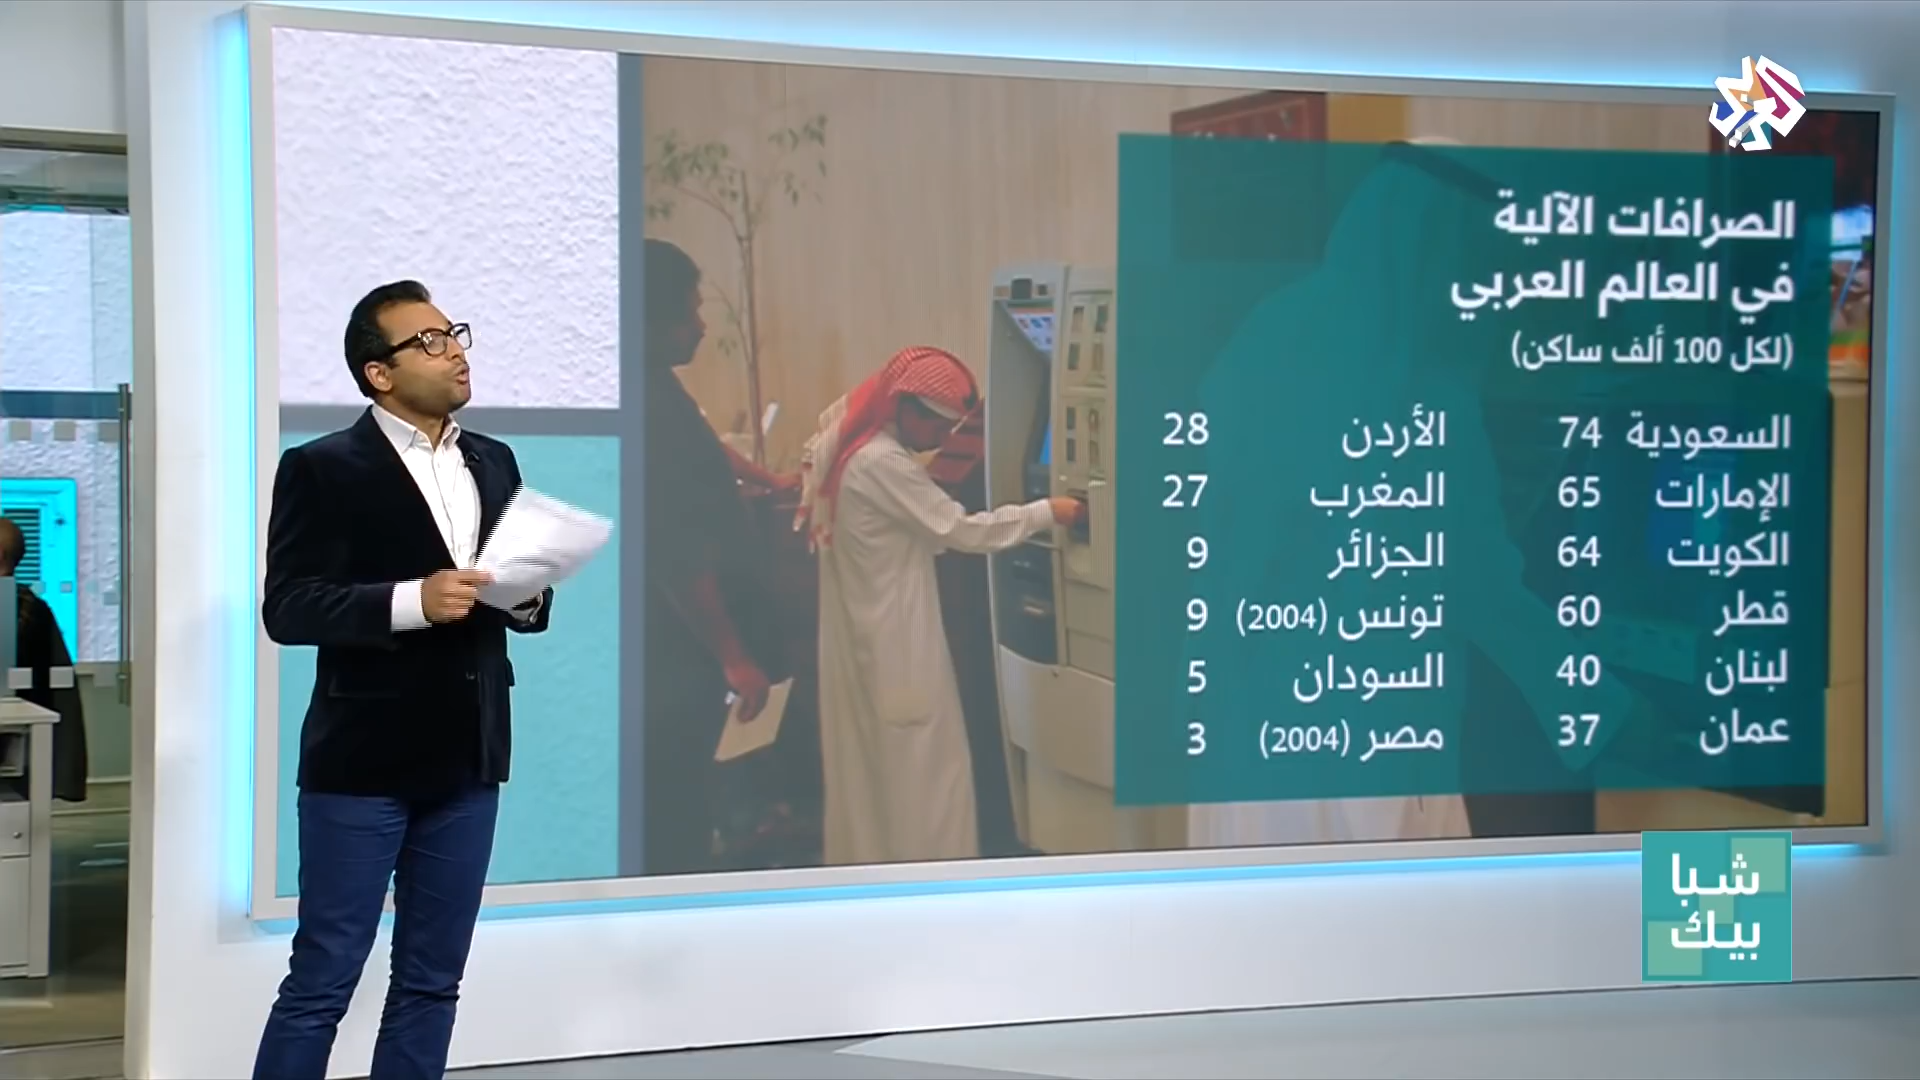 الصرافات الآلية
في العالم العربي
(لكل 100 ألف ساكن)
السعودية 74
الإمارات 65
الكويت 64
قطر 60
لبنان 40
عمان 37
الأردن 28
المغرب 27
الجزائر 9
تونس (2004) 9
السودان 5
مصر (2004) 3
شبا
بيك